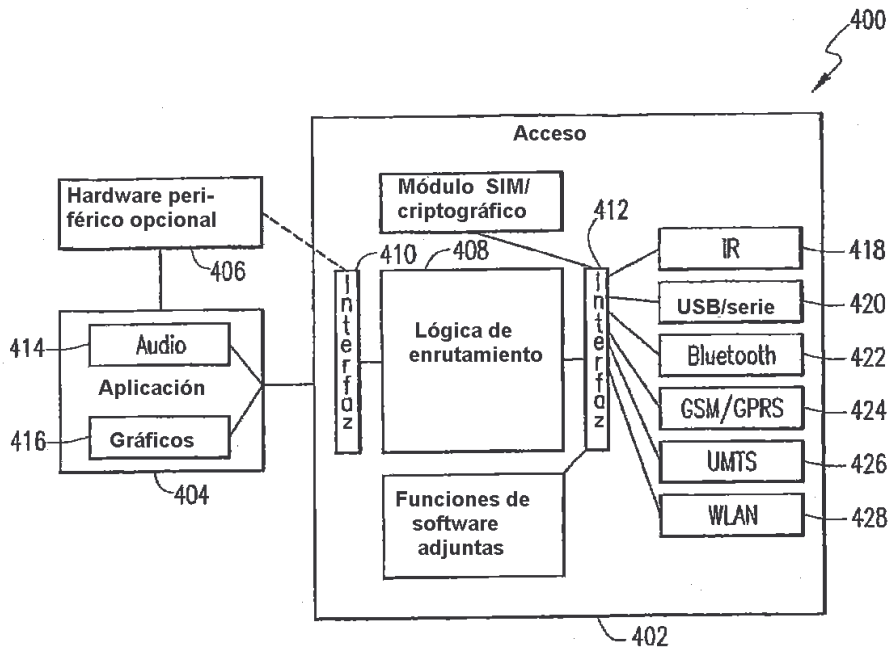 400
Acceso
Hardware peri-
férico opcional
406
Módulo SIM/
criptográfico
412
410
408
Interfaz
Lógica de
enrutamiento
Interfaz
IR
418
USB/serie
420
Bluetooth
422
GSM/GPRS
424
UMTS
426
WLAN
428
414
Audio
Aplicación
416
Gráficos
404
Funciones de
software
adjuntas
402